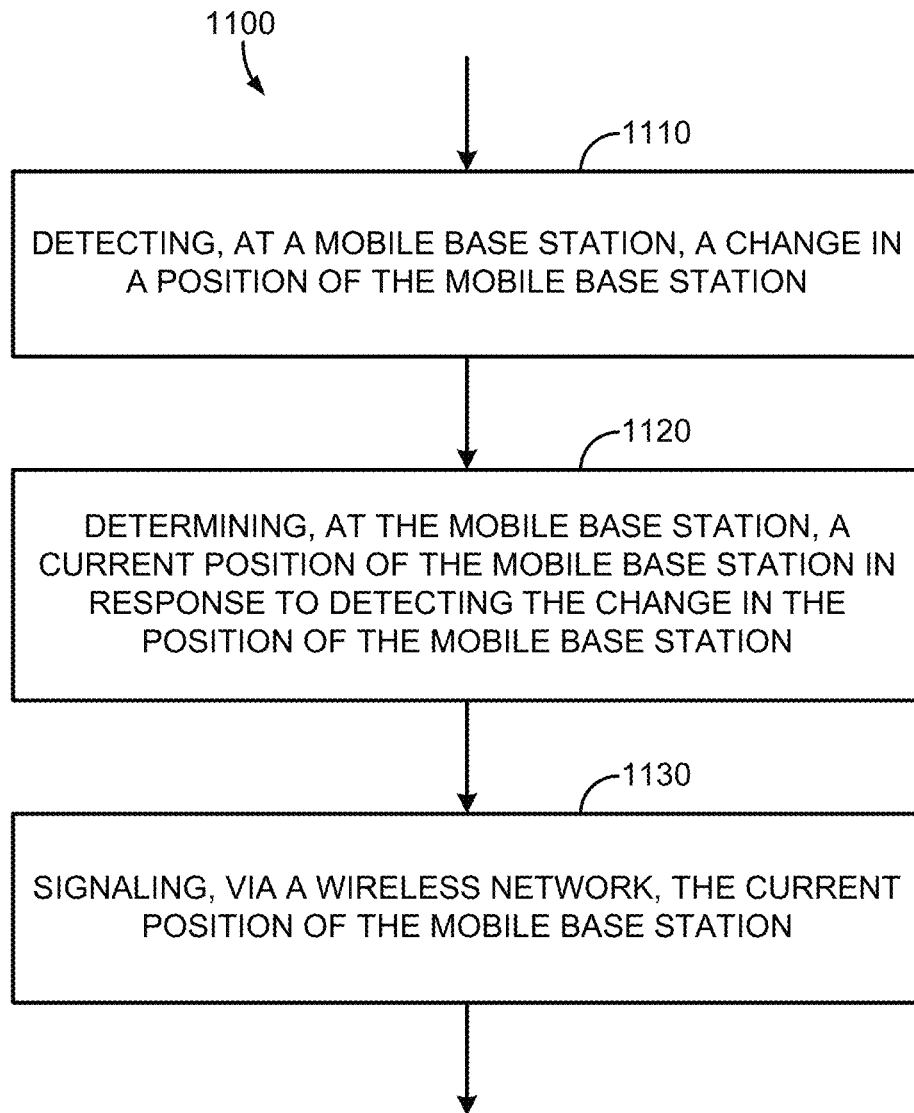 1100
1110
DETECTING, AT A MOBILE BASE STATION, A CHANGE IN
A POSITION OF THE MOBILE BASE STATION
1120
DETERMINING, AT THE MOBILE BASE STATION, A
CURRENT POSITION OF THE MOBILE BASE STATION IN
RESPONSE TO DETECTING THE CHANGE IN THE
POSITION OF THE MOBILE BASE STATION
1130
SIGNALING, VIA A WIRELESS NETWORK, THE CURRENT
POSITION OF THE MOBILE BASE STATION